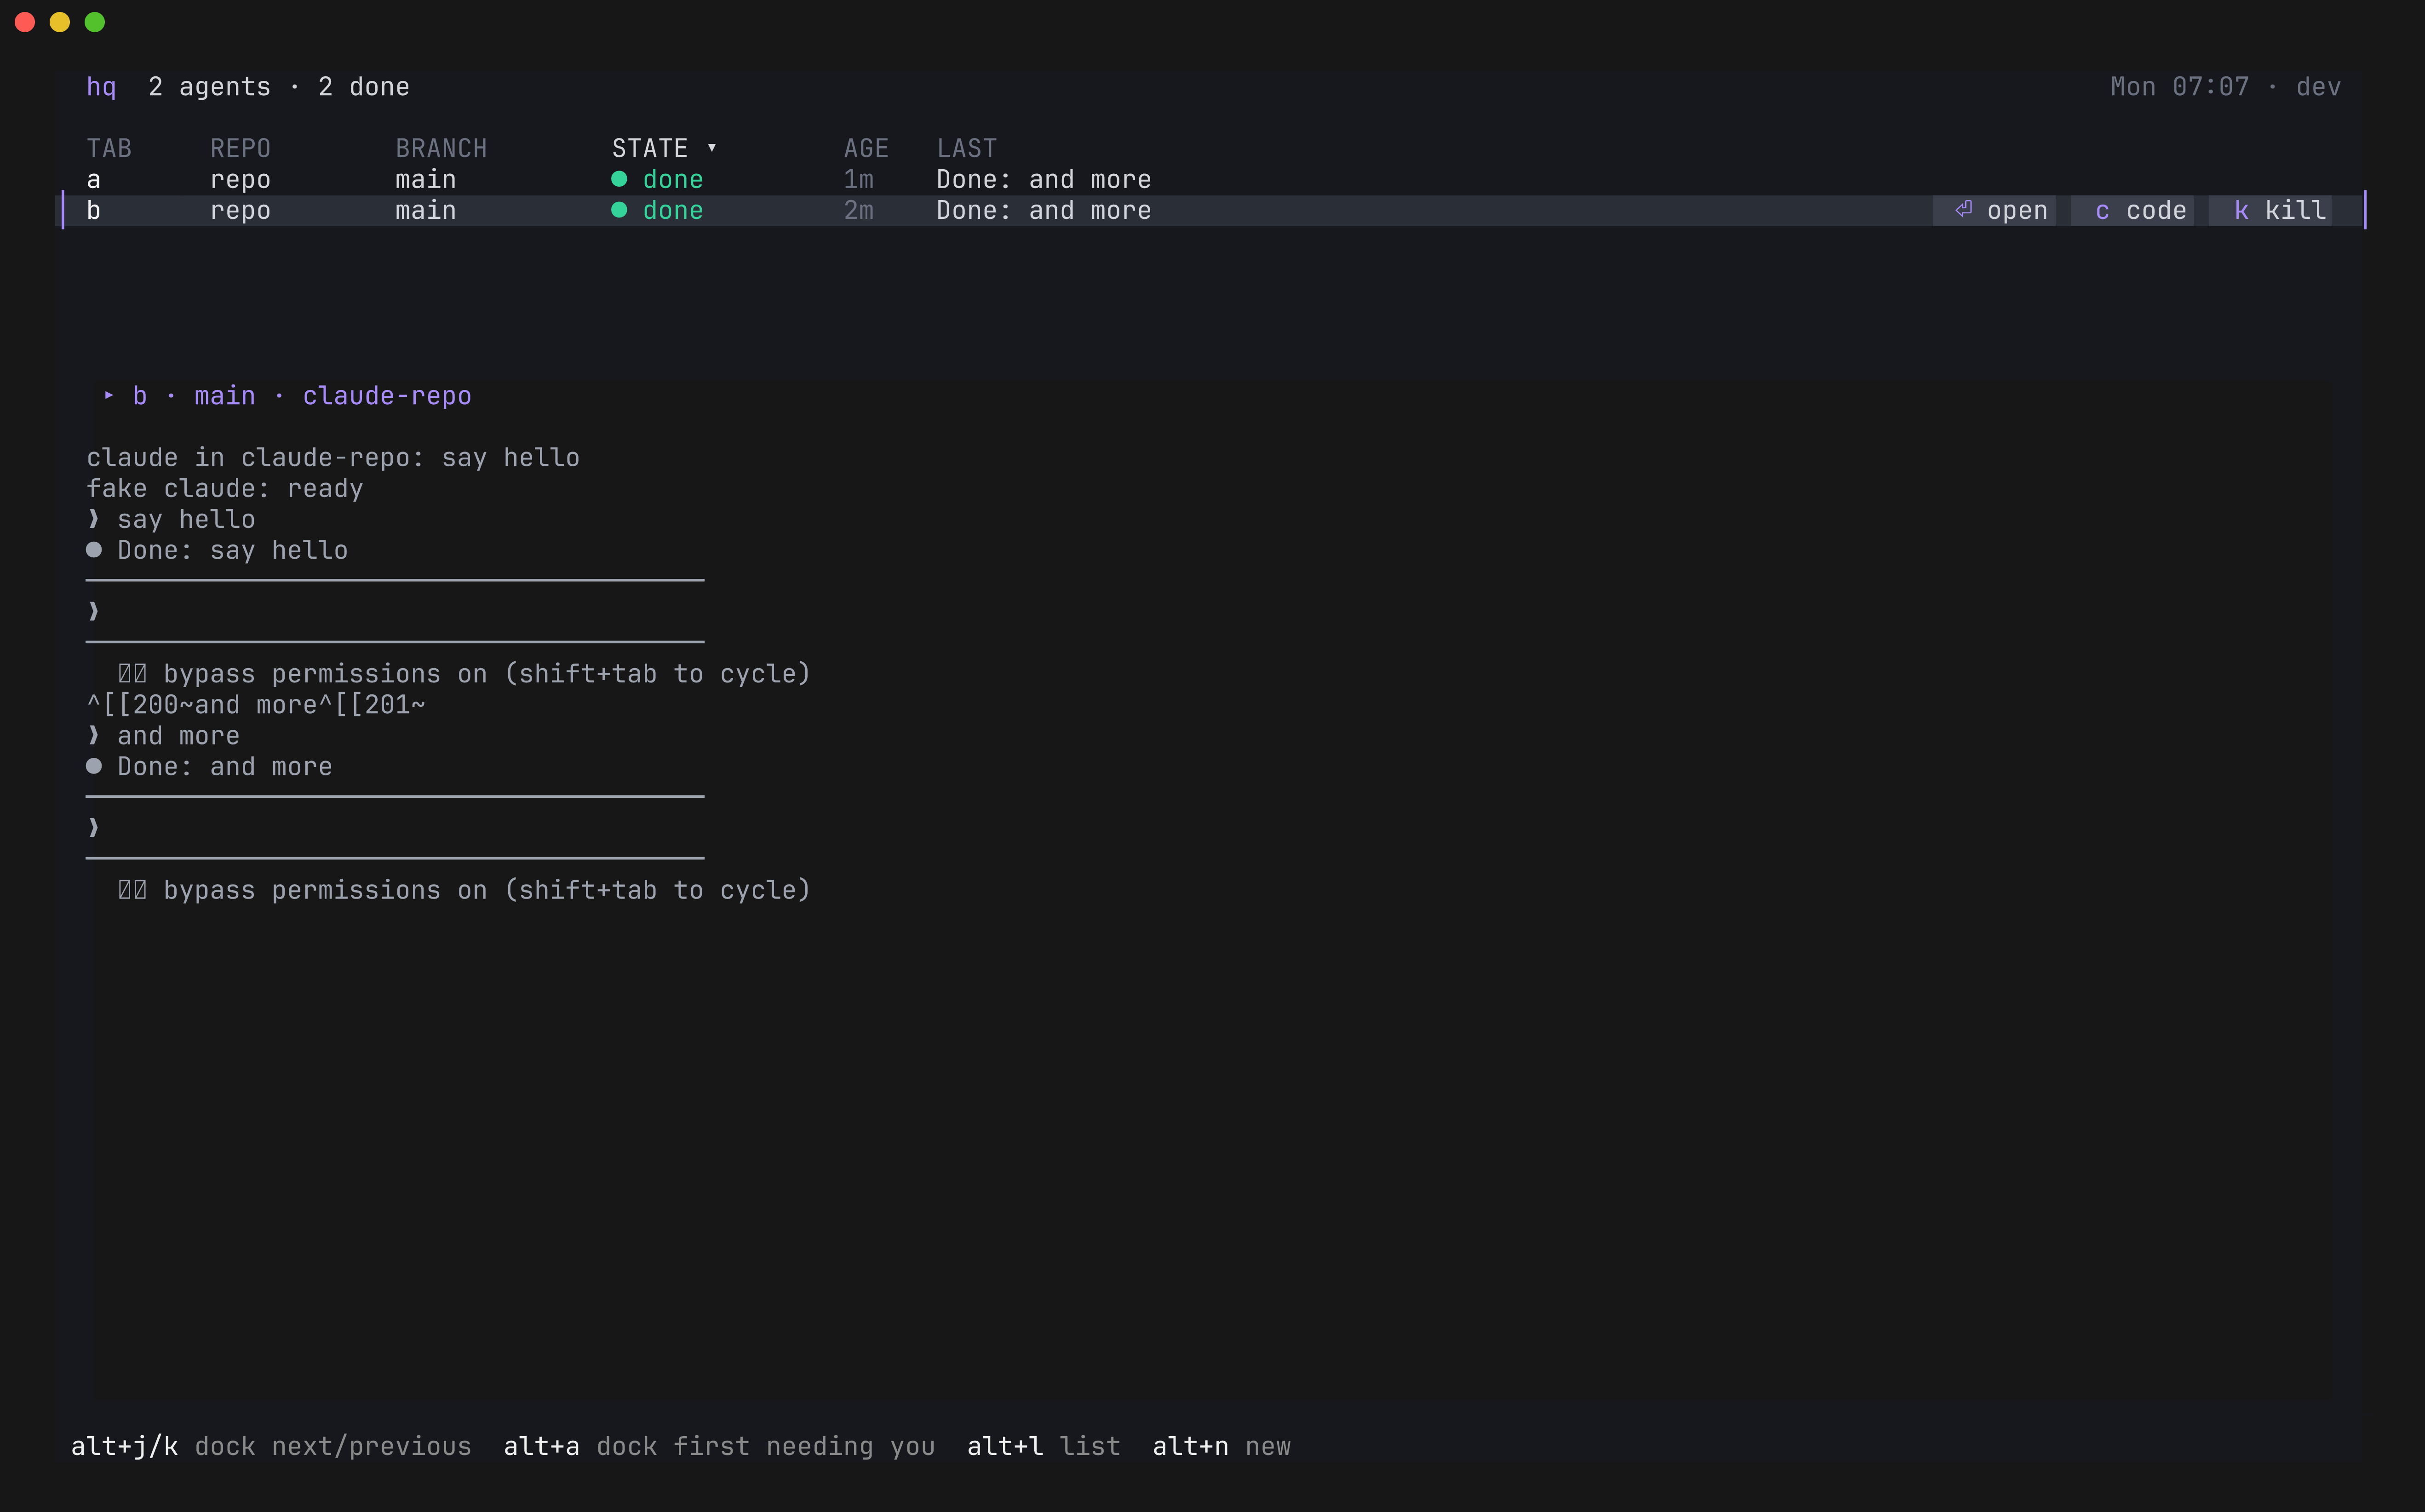 hq 2 agents · 2 done Mon 07:07 · dev
TAB REPO BRANCH STATE ▾ AGE LAST
a repo main ● done 1m Done: and more
b repo main ● done 2m Done: and more ⏎ open c code k kill
▸ b · main · claude-repo
claude in claude-repo: say hello
fake claude: ready
❯ say hello
● Done: say hello
❯
bypass permissions on (shift+tab to cycle)
^[[200~and more^[[201~
❯ and more
● Done: and more
❯
bypass permissions on (shift+tab to cycle)
alt+j/k dock next/previous alt+a dock first needing you alt+l list alt+n new